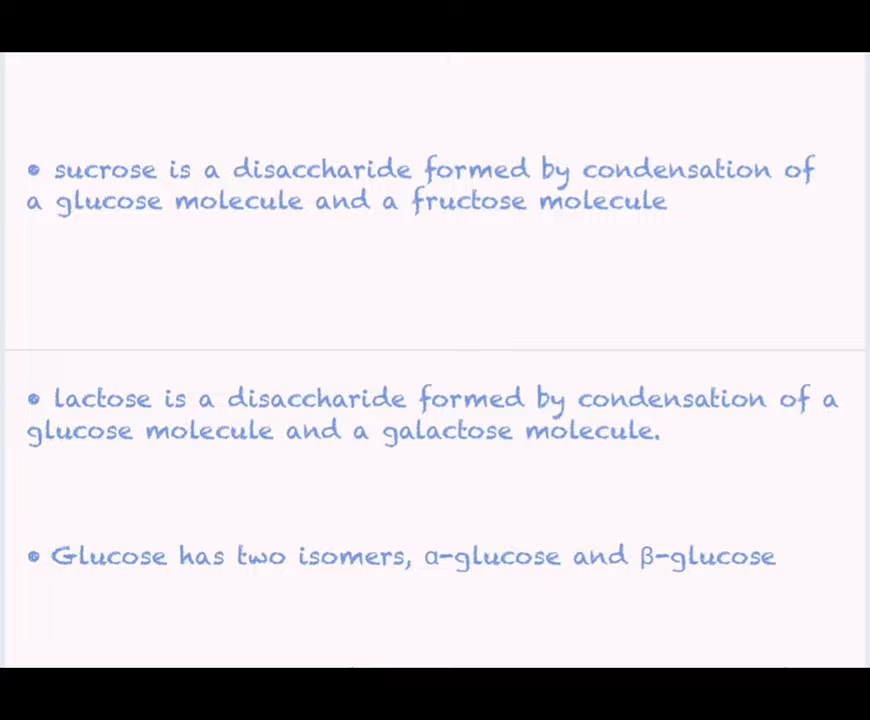 • sucrose is a disaccharide formed by condensation of
a glucose molecule and a fructose molecule
• lactose is a disaccharide formed by condensation of a
glucose molecule and a galactose molecule.
• Glucose has two isomers, α-glucose and β-glucose